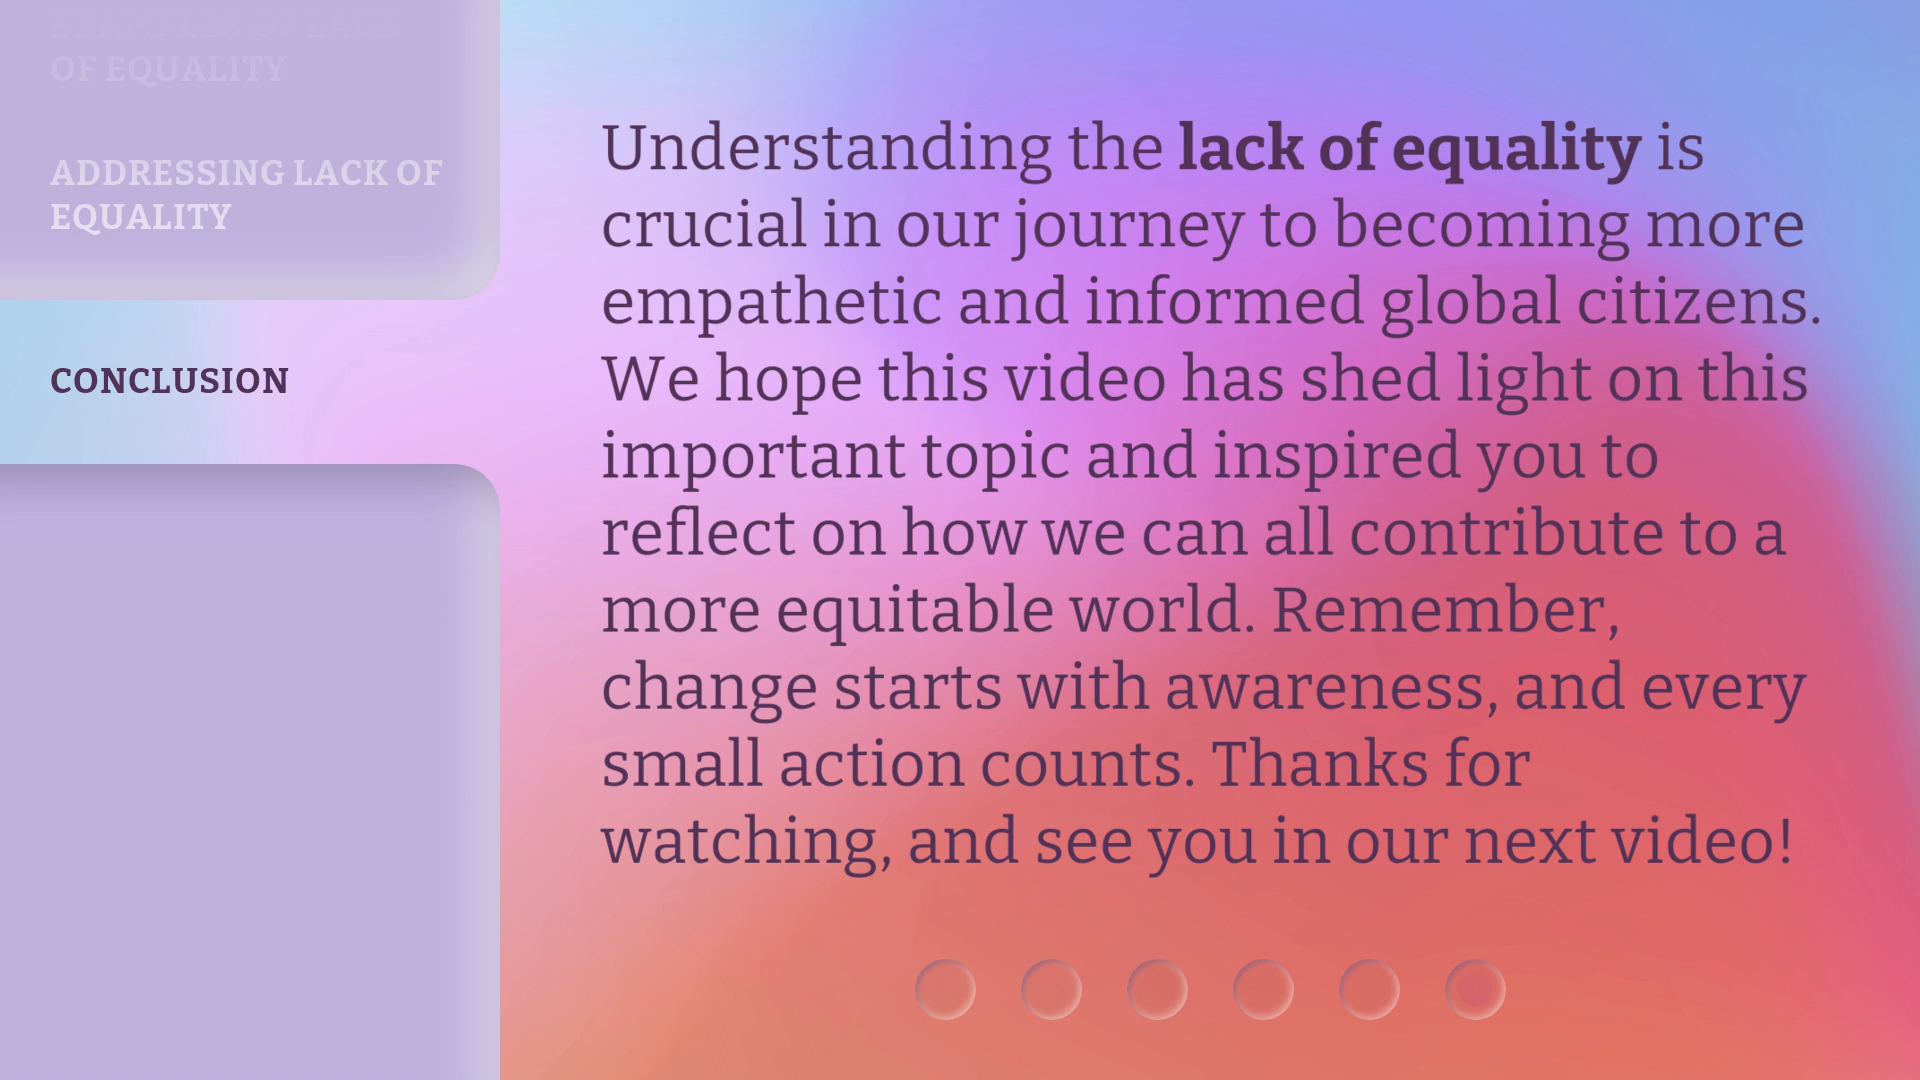 EXAMPLES OF LACK
OF EQUALITY
ADDRESSING LACK OF
EQUALITY
CONCLUSION
Understanding the lack of equality is
crucial in our journey to becoming more
empathetic and informed global citizens.
We hope this video has shed light on this
important topic and inspired you to
reflect on how we can all contribute to a
more equitable world. Remember,
change starts with awareness, and every
small action counts. Thanks for
watching, and see you in our next video!